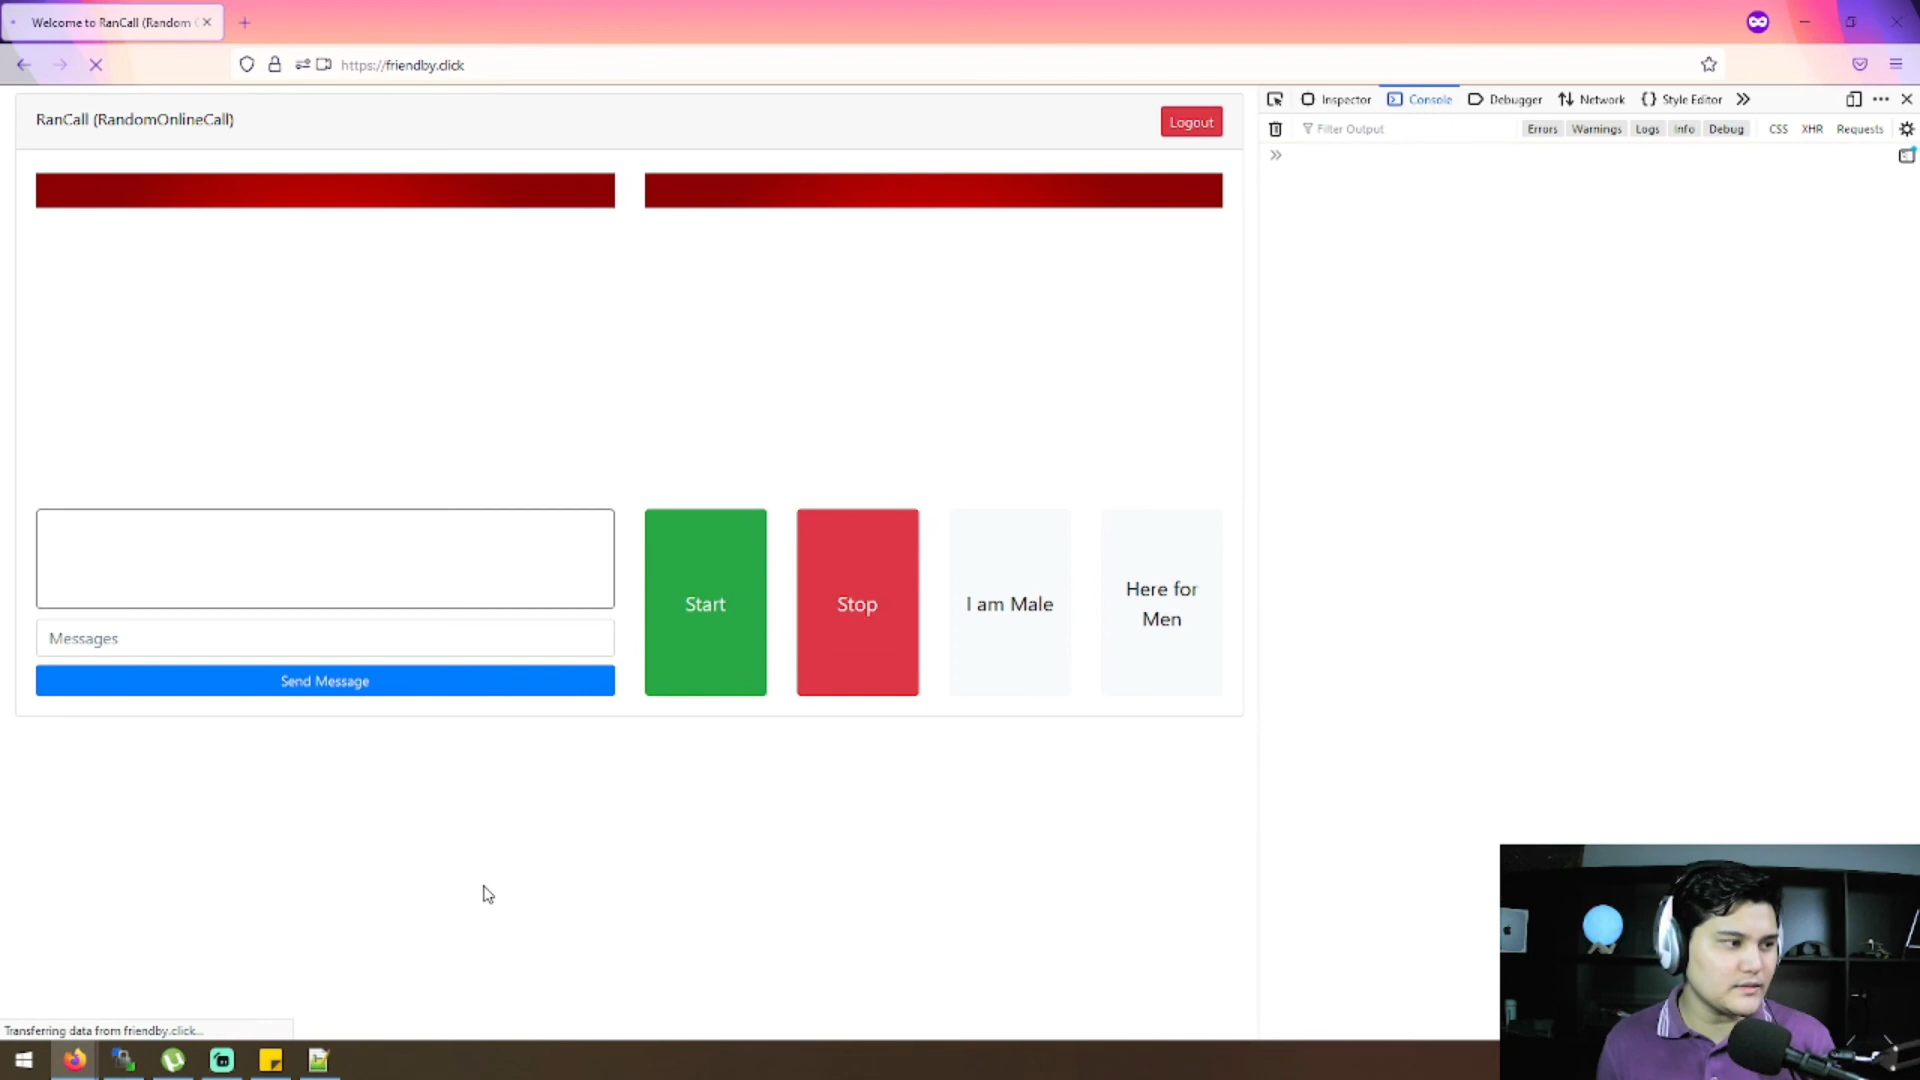 Welcome to RanCall (Random
https://friendby.click
RanCall (RandomOnlineCall)
Logout
Inspector
Console
Debugger
Network
Style Editor
Filter Output
Errors
Warnings
Logs
Info
Debug
CSS
XHR
Requests
Start
Stop
I am Male
Here for
Men
Messages
Send Message
Transferring data from friendby.click...